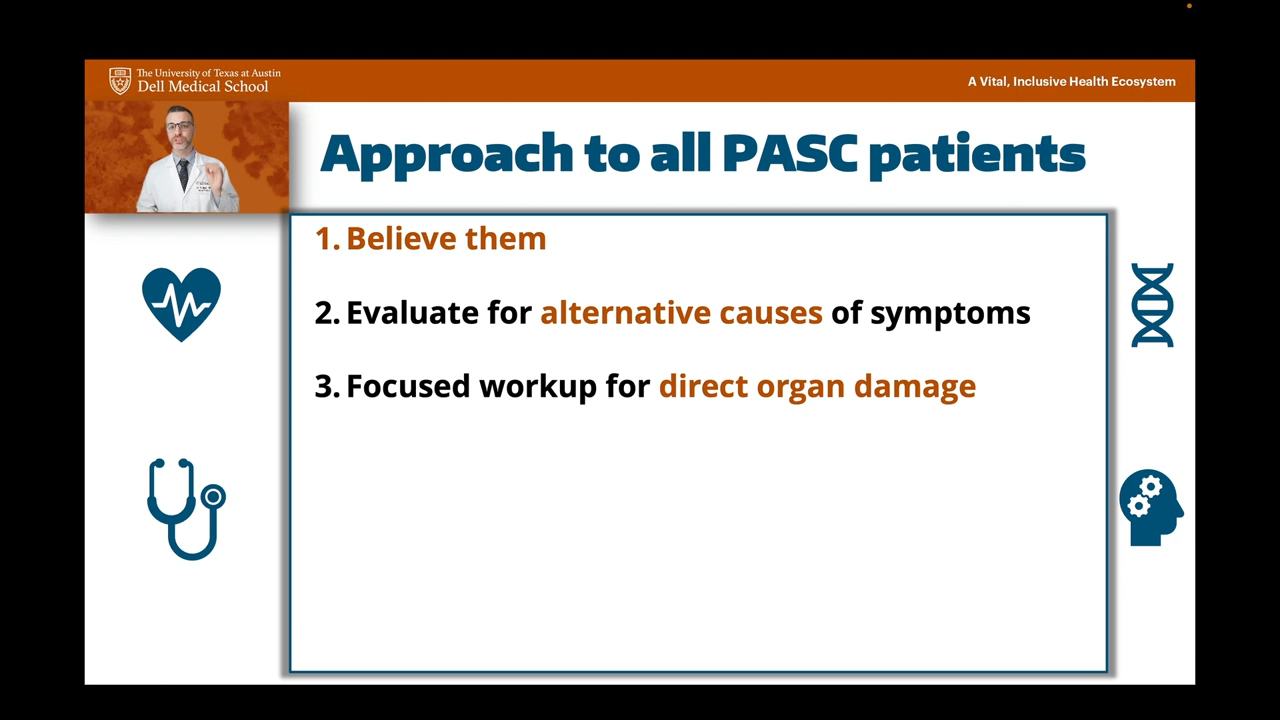 The University of Texas at Austin
Dell Medical School
A Vital, Inclusive Health Ecosystem
Approach to all PASC patients
1. Believe them
2. Evaluate for alternative causes of symptoms
3. Focused workup for direct organ damage